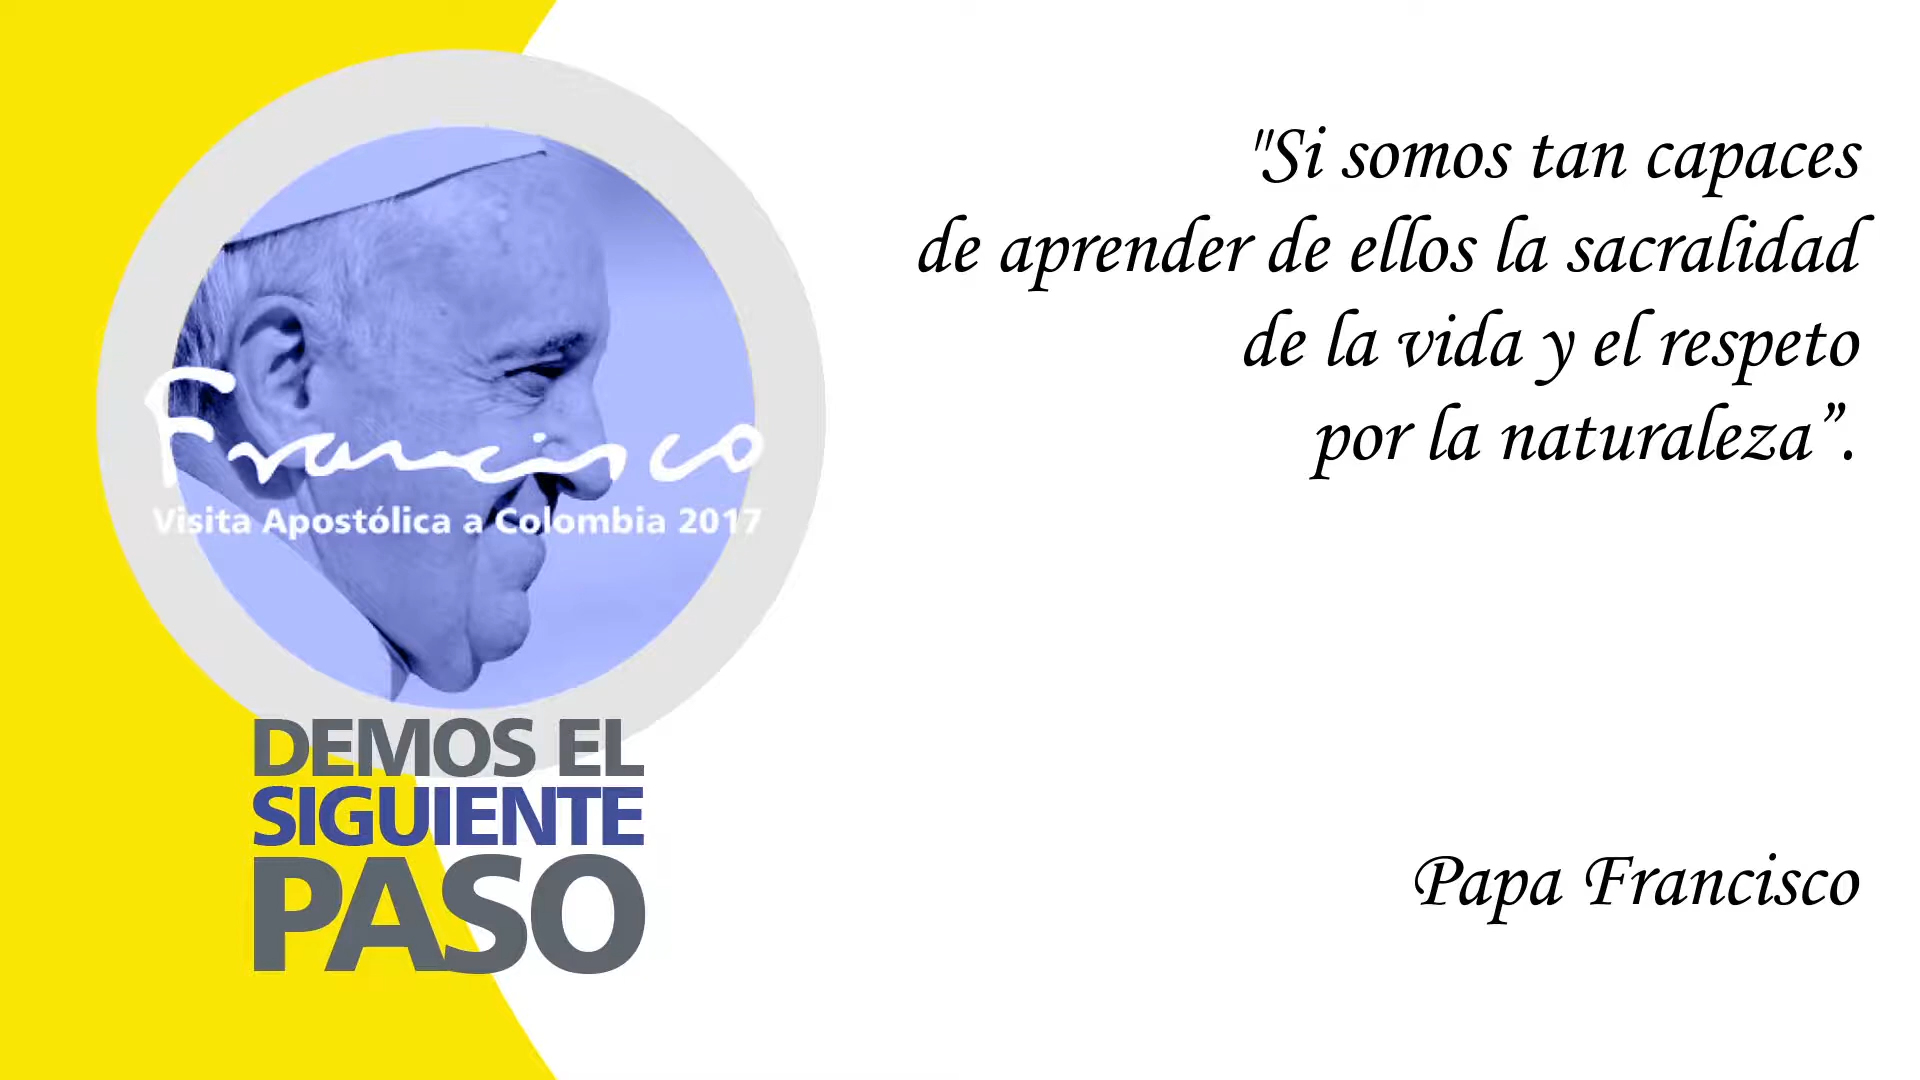 Francisco
Visita Apostólica a Colombia 2017
DEMOS EL
SIGUIENTE
PASO
"Si somos tan capaces
de aprender de ellos la sacralidad
de la vida y el respeto
por la naturaleza”.
Papa Francisco